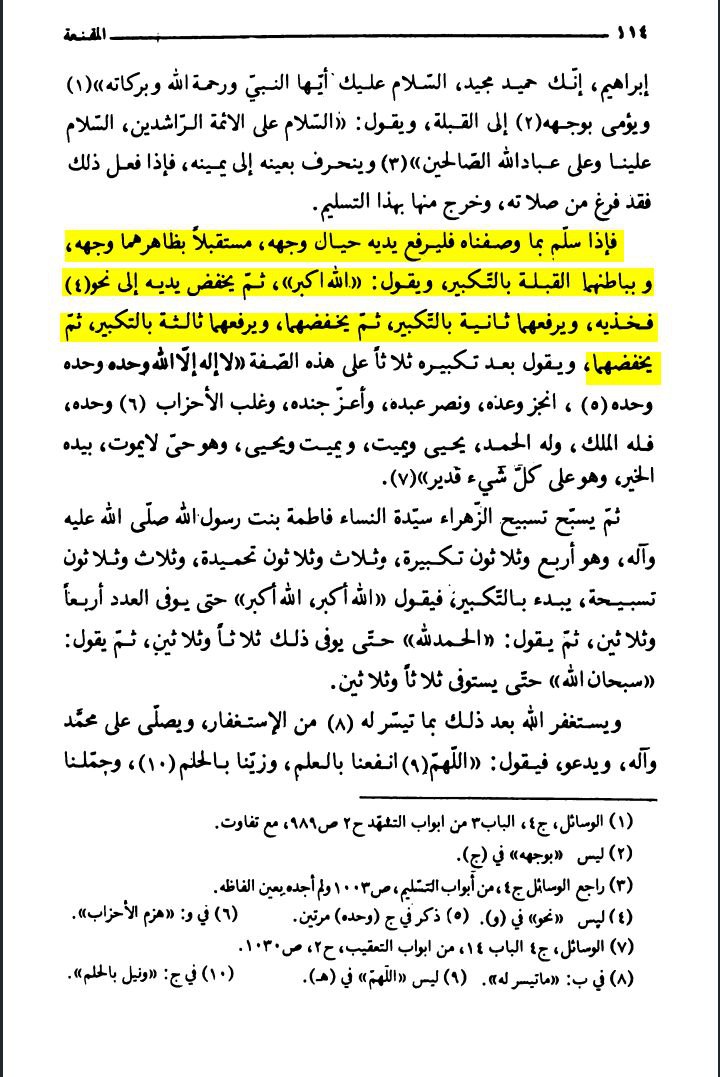 ١١٤ المقنعة
إبراهيم، إنّك حميد مجيد، السّلام عليك أيّها النبيّ ورحمة الله وبركاته»(١)
ويؤمى بوجهه(٢) إلى القبلة، ويقول: «السّلام على الائمة الرّاشدين، السّلام
علينا وعلى عبادالله الصّالحين»(٣) وينحرف بعينه إلى يمينه، فإذا فعل ذلك
فقد فرغ من صلاته، وخرج منها بهذا التسليم.
فإذا سلّم بما وصفناه فليرفع يديه حيال وجهه، مستقبلاً بظاهرهما وجهه،
و بباطنهما القبلة بالتّكبير، ويقول: «الله اكبر»، ثمّ يخفض يديه إلى نحو(٤)
فخذيه، ويرفعهما ثانية بالتّكبير، ثمّ يخفضهما، ويرفعهما ثالثة بالتكبير، ثمّ
يخفضهما، ويقول بعد تكبيره ثلاثاً على هذه الصّفة «لا إله إلّا الله وحده وحده
وحده(٥) ، انجز وعده، ونصر عبده، وأعزّ جنده، وغلب الأحزاب (٦) وحده،
فله الملك، وله الحمد، يحيى ويميت، ويميت ويحيى، وهو حىّ لايموت، بيده
الخير، وهو على كلّ شيء قدير»(٧).
ثمّ يسبّح تسبيح الزّهراء سيّدة النساء فاطمة بنت رسول الله صلّى الله عليه
وآله، وهو أربع وثلاثون تكبيرة، وثلاث وثلاثون تحميدة، وثلاث وثلاثون
تسبيحة، يبدء بالتّكبير، فيقول «الله أكبر، الله أكبر» حتى يوفى العدد أربعاً
وثلاثين، ثمّ يقول: «الحمدلله» حتّى يوفى ذلك ثلاثاً وثلاثين، ثمّ يقول:
«سبحان الله» حتّى يستوفى ثلاثاً وثلاثين.
ويستغفر الله بعد ذلك بما تيسّر له (٨) من الإستغفار، ويصلّى على محمّد
وآله، ويدعو، فيقول: «اللّهمّ(٩) انفعنا بالعلم، وزيّنا بالحلم(١٠)، وجمّلنا
(١) الوسائل، ج٤، الباب٣ من ابواب التشهّد ح٢ ص٩٨٩، مع تفاوت.
(٢) ليس «بوجهه» في (ج).
(٣) راجع الوسائل ج٤، من أبواب التسليم، ص١٠٠٣ ولم أجده بعين الفاظه.
(٤) ليس «نحو» في (و). (٥) ذكر في ج (وحده) مرتين. (٦) في و: «هزم الأحزاب».
(٧) الوسائل، ج٤ الباب ١٤، من ابواب التعقيب، ح٢، ص١٠٣٠.
(٨) في ب: «ماتيسر له». (٩) ليس «اللّهمّ» في (هـ). (١٠) في ج: «ونيل بالحلم».